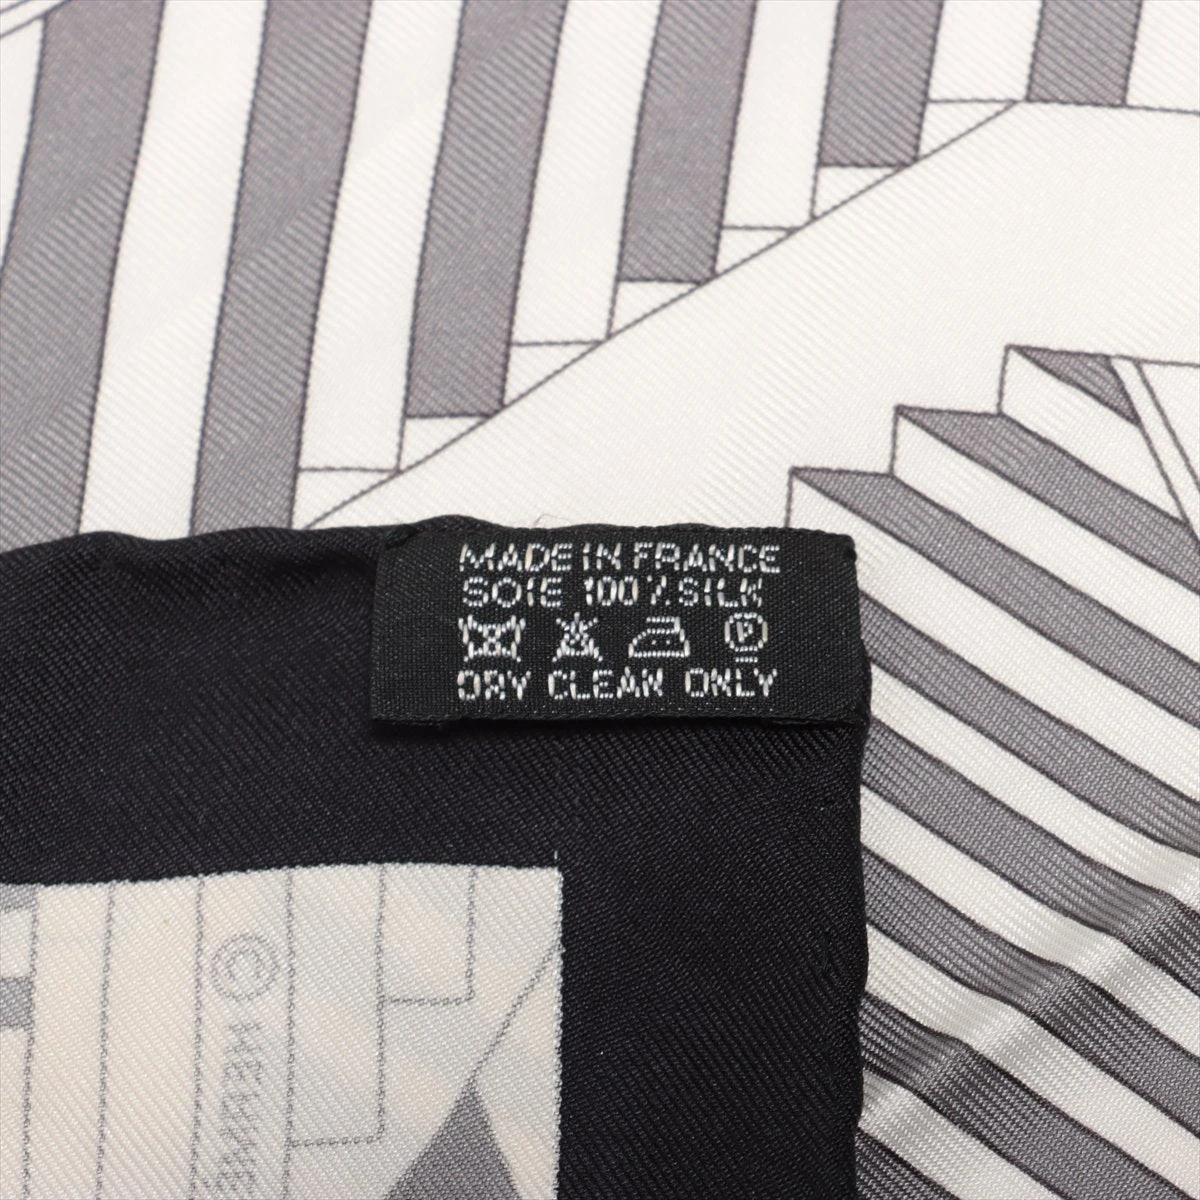 MADE IN FRANCE
SOIE 100% SILK
P
DRY CLEAN ONLY
©